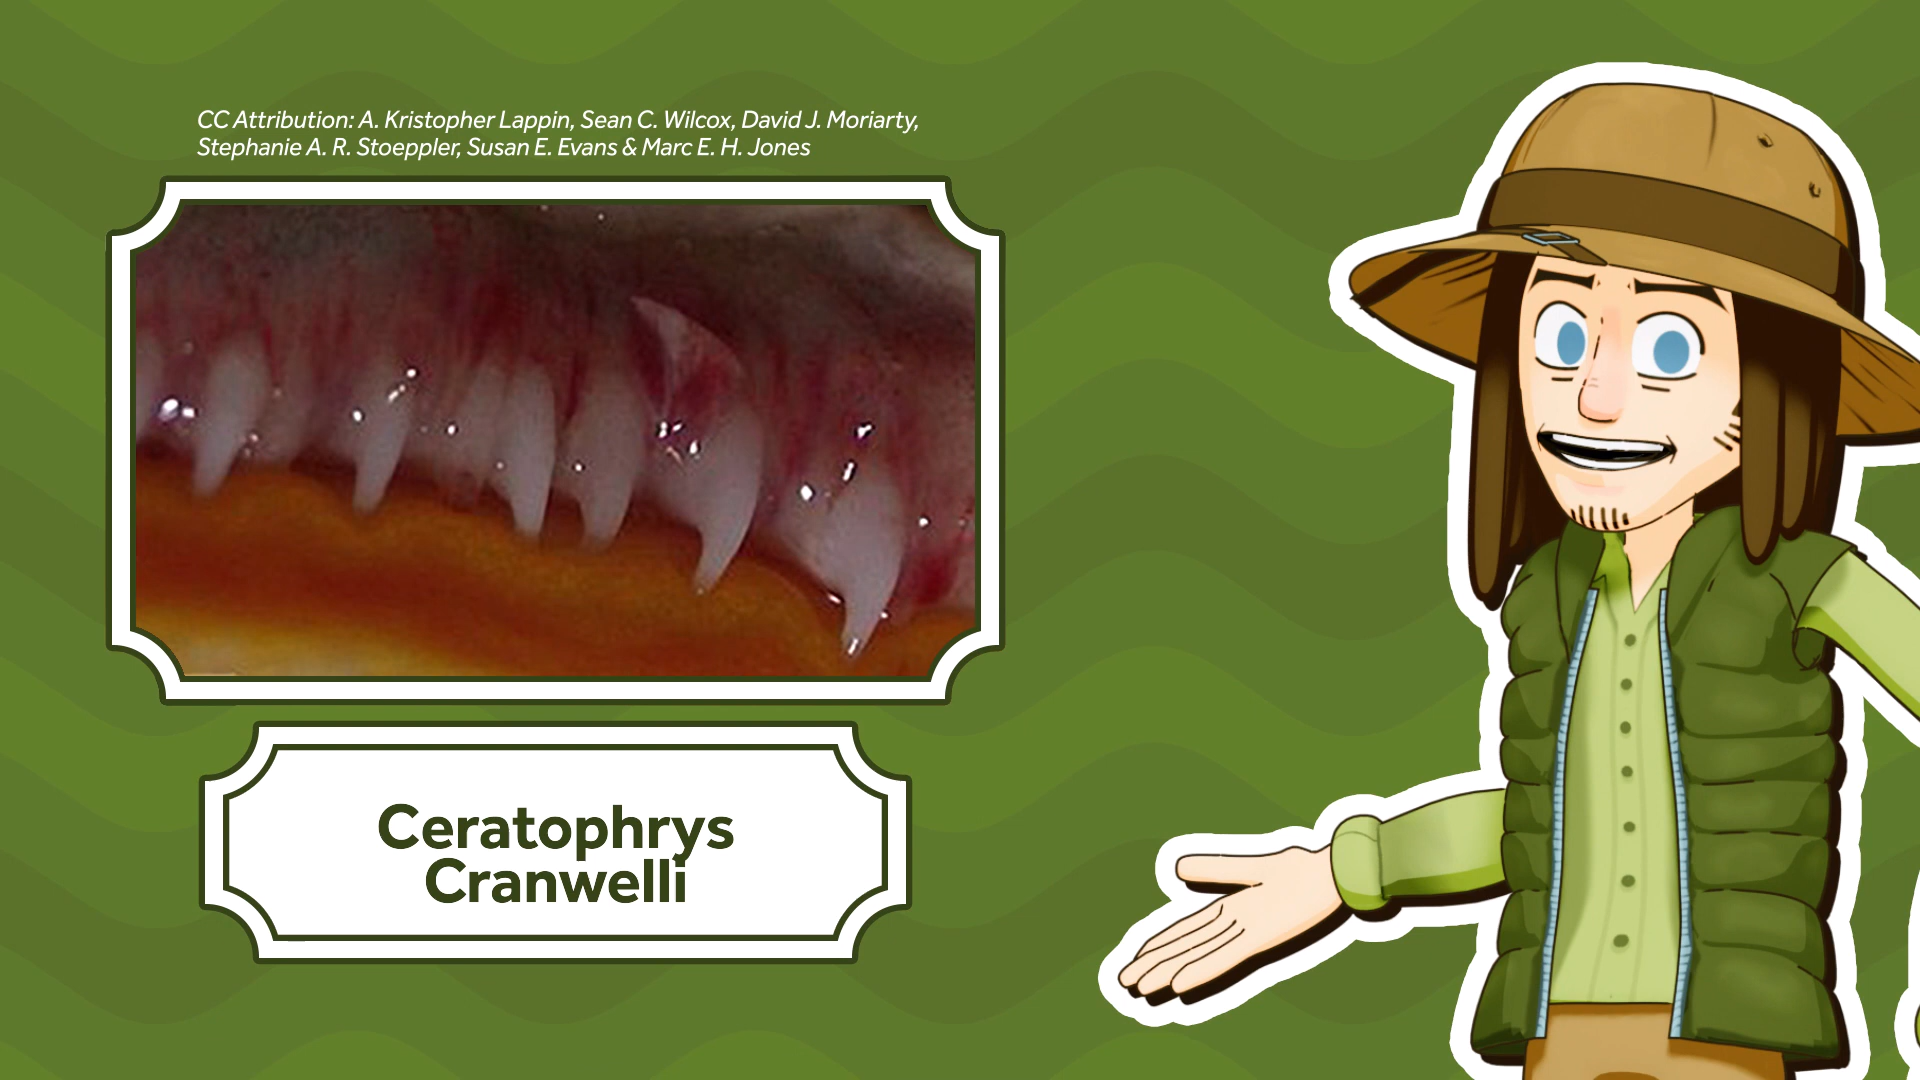 CC Attribution: A. Kristopher Lappin, Sean C. Wilcox, David J. Moriarty,
Stephanie A. R. Stoeppler, Susan E. Evans & Marc E. H. Jones
Ceratophrys
Cranwelli